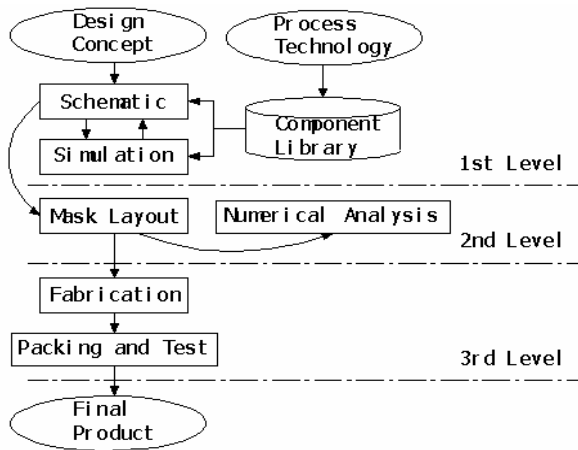 Design
Concept
Process
Technology
Schematic
Simulation
Component
Library
1st Level
Mask Layout
Numerical Analysis
2nd Level
Fabrication
Packing and Test
3rd Level
Final
Product